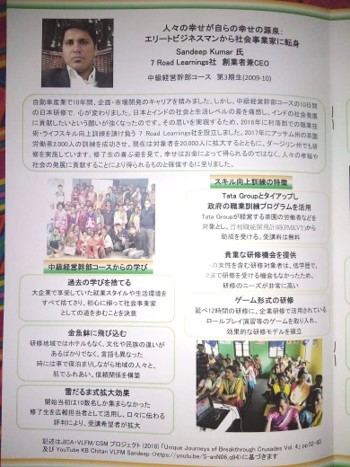 人々の幸せが自らの幸せの源泉:
エリートビジネスマンから社会事業家に転身
Sandeep Kumar 氏
7 Road Learnings社 創業者兼CEO
中級経営幹部コース 第3期生(2009-10)
自動車産業で10年間、企画・市場開発のキャリアを積みました。しかし、中級経営幹部コースの10日間
の日本研修で、心が変わりました。日本とインドの社会と生活レベルの差を痛感し、インドの社会発展
に貢献したいという願いが強くなったのです。その思いを実現するため、2016年に村落部での職業技
術・ライフスキル向上訓練を請け負う 7 Road Learnings社を設立しました。2017年にアッサム州の茶園
労働者2,000人の訓練を成功させ、現在は対象者を20,000人に拡大するとともに、ダージリン州でも研
修を実施しています。修了生の喜ぶ姿を見て、幸せはお金によって得られるのではなく、人々の幸福や
社会の発展に貢献することにより得られるものと確信するに至りました。
中級経営幹部コースからの学び
過去の学びを捨てる
大企業で享受していた就業スタイルや生活環境を
すべて捨てさり、初心に帰って社会事業家
としての道を歩むことを決意
金魚鉢に飛び込む
研修地域ではホテルもなく、文化や民族の違いが
あるばかりでなく、言語も異なった
時には車で寝泊まりしながら地域の人々と、
肌でふれあい、信頼関係を構築
雪だるま式拡大効果
開始当初は10数名しか集まらなかった
修了生を広報担当者として活用し、口々に伝わる
評判により、受講希望者が拡大
スキル向上訓練の特徴
Tata Groupとタイアップし
政府の職業訓練プログラムを活用
Tata Groupが経営する茶園の労働者などを
対象とし、
助成を受ける。受講料は無料
貴重な研修機会を提供
女性を含む研修対象者は、低学歴で、
まで研修を受ける機会もなかったため、
研修のニーズが非常に高い
ゲーム形式の研修
延べ12時間の研修に、企業研修で活用されている
ロールプレイ演習等のゲームを取り入れ、
効果的な研修モデルを確立
記述はJICA-VLFM/CSM プロジェクト (2018) 「Unique Journeys of Breakthrough Crusades Vol. 4」
及び YouTube KB Chitan VLFM Sandeep に基づきます